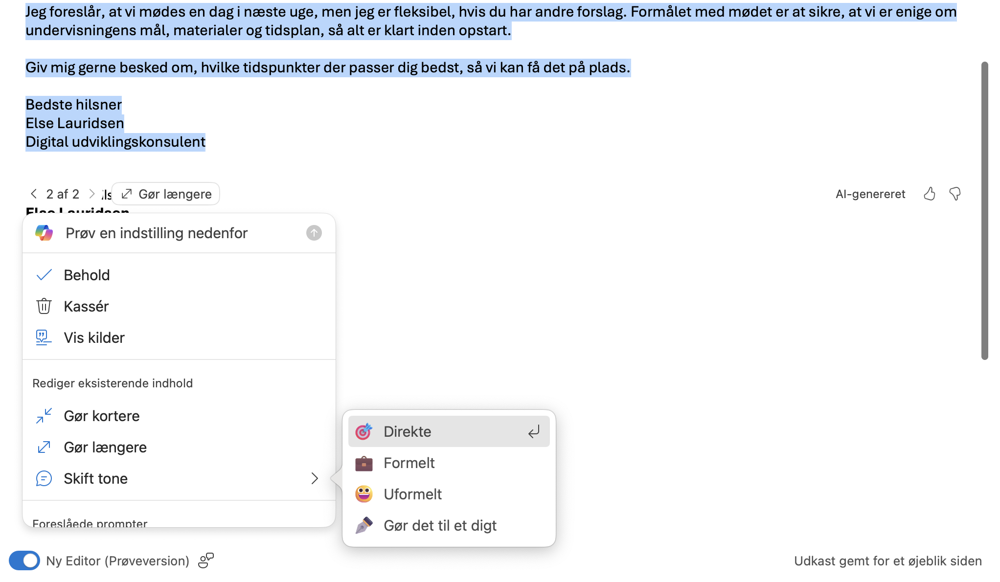 Jeg foreslår, at vi mødes en dag i næste uge, men jeg er fleksibel, hvis du har andre forslag. Formålet med mødet er at sikre, at vi er enige om
undervisningens mål, materialer og tidsplan, så alt er klart inden opstart.
Giv mig gerne besked om, hvilke tidspunkter der passer dig bedst, så vi kan få det på plads.
Bedste hilsner
Else Lauridsen
Digital udviklingskonsulent
2 af 2
Gør længere
AI-genereret
Else Lauridsen
Prøv en indstilling nedenfor
Behold
Kassér
Vis kilder
Rediger eksisterende indhold
Gør kortere
Gør længere
Skift tone
Direkte
Formelt
Uformelt
Gør det til et digt
Foreslåede prompter
Ny Editor (Prøveversion)
Udkast gemt for et øjeblik siden